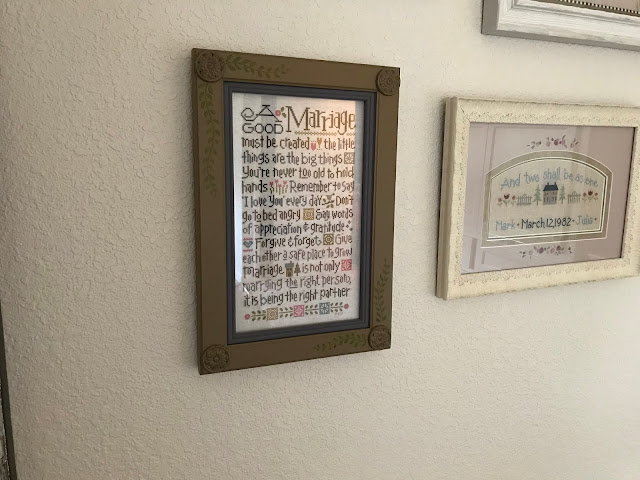 A
GOOD Marriage
must be created the little
things are the big things
You're never too old to hold
hands Remember to say
'I love you' every day Don't
go to bed angry Say words
of appreciation & gratitude
Forgive & forget Give
each other a safe place to grow
marriage is not only
marrying the right person,
it is being the right partner
And two shall be as one
Mark • March 12, 1982 • Julie